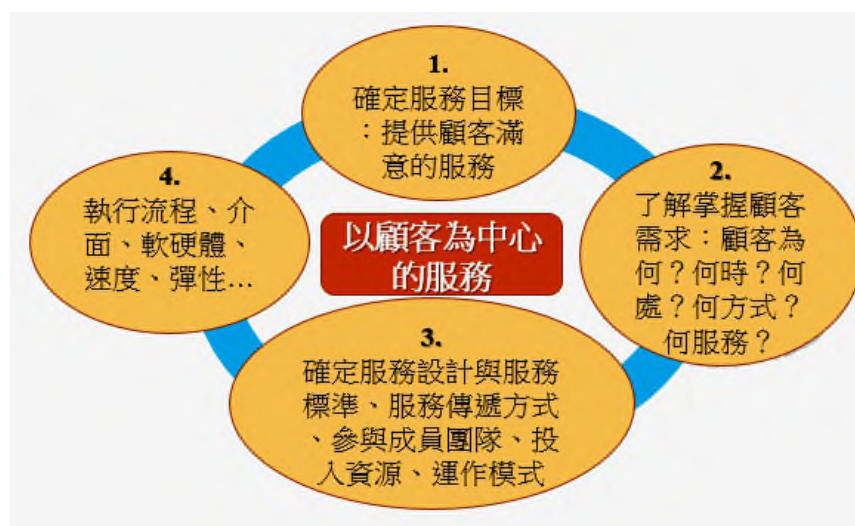 1.
確定服務目標
：提供顧客滿
意的服務
2.
了解掌握顧客
需求：顧客為
何？何時？何
處？何方式？
何服務？
以顧客為中心
的服務
3.
確定服務設計與服務
標準、服務傳遞方式
、參與成員團隊、投
入資源、運作模式
4.
執行流程、介
面、軟硬體、
速度、彈性...